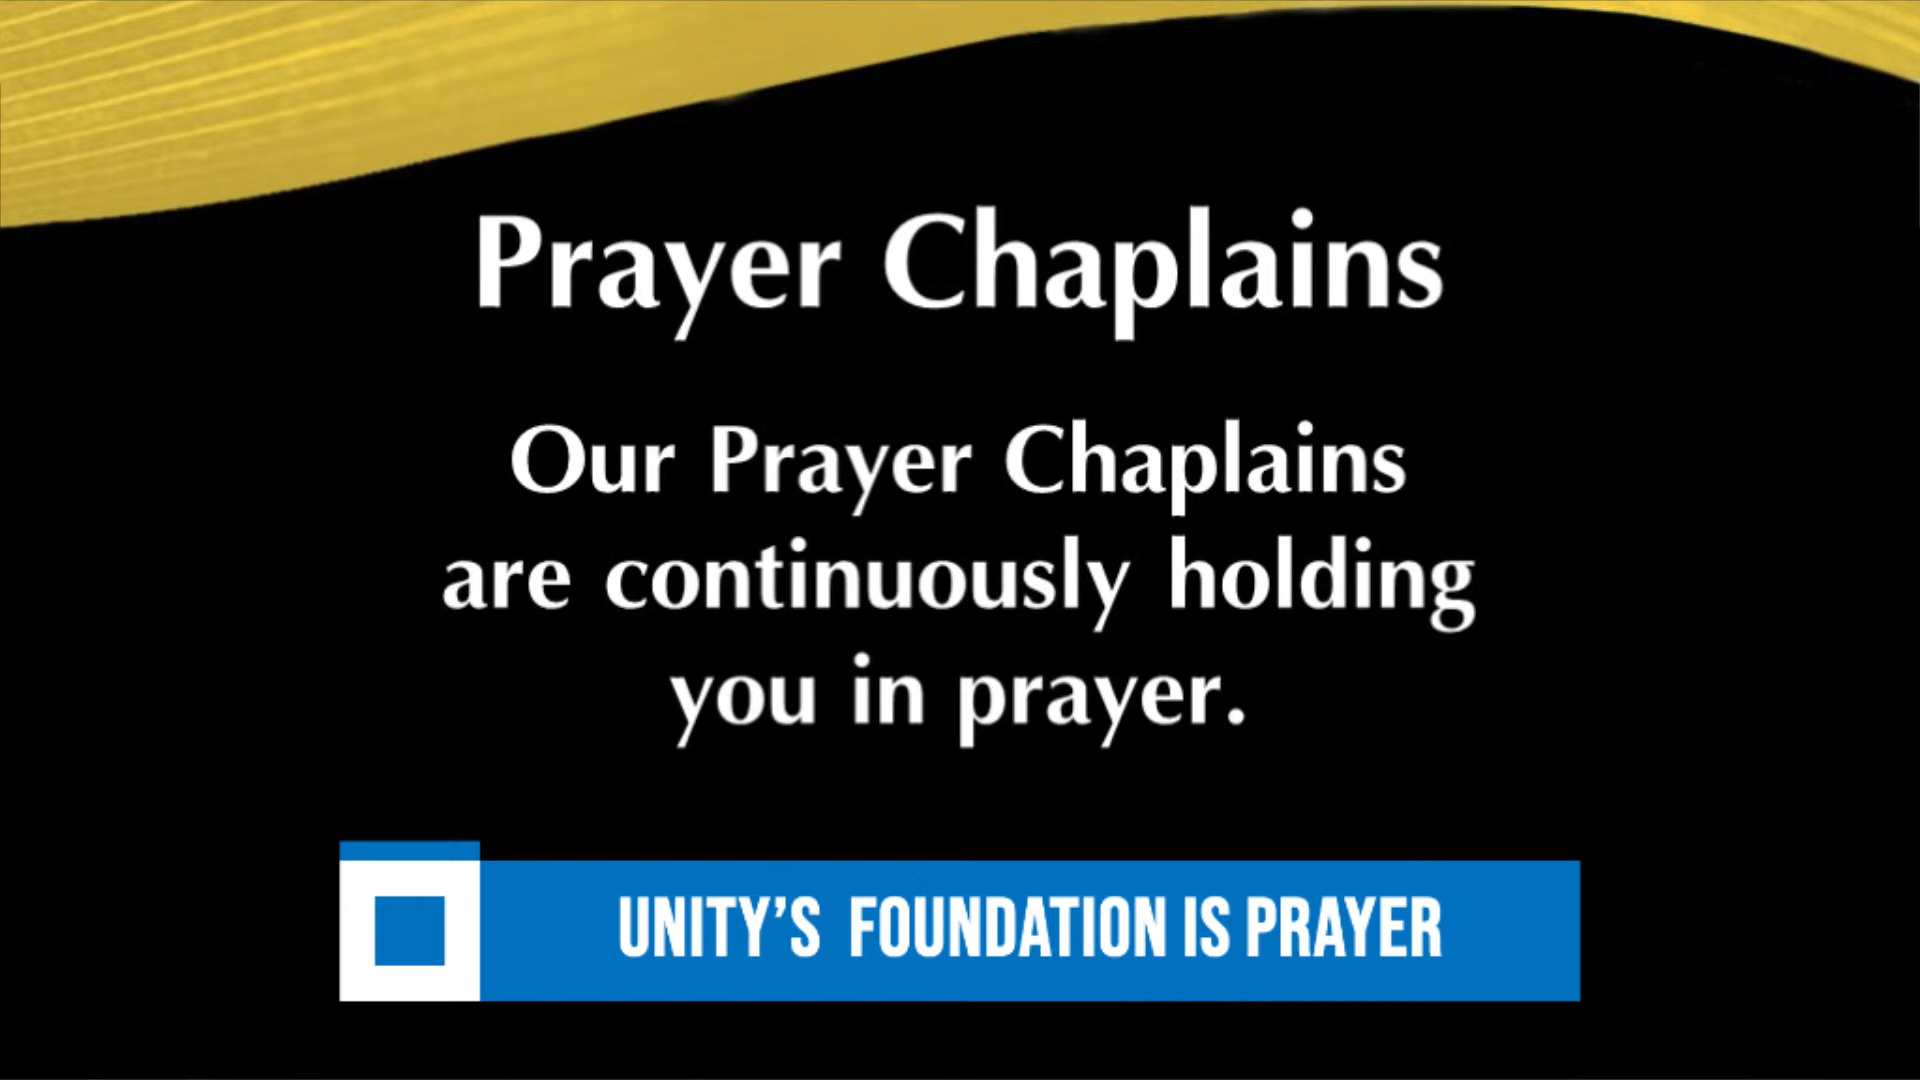 Prayer Chaplains
Our Prayer Chaplains
are continuously holding
you in prayer.
UNITY’S FOUNDATION IS PRAYER